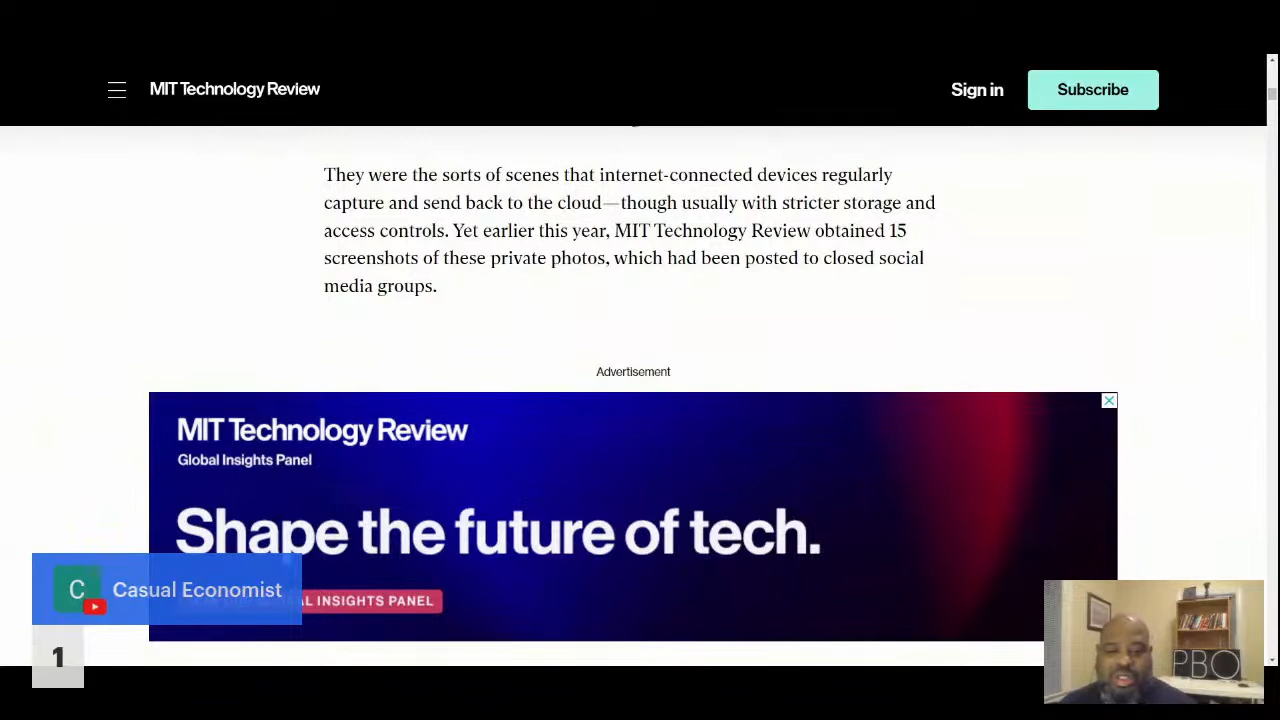 MIT Technology Review
Sign in
Subscribe
They were the sorts of scenes that internet-connected devices regularly
capture and send back to the cloud—though usually with stricter storage and
access controls. Yet earlier this year, MIT Technology Review obtained 15
screenshots of these private photos, which had been posted to closed social
media groups.
Advertisement
MIT Technology Review
Global Insights Panel
Shape the future of tech.
INSIGHTS PANEL
C
Casual Economist
1
PBO